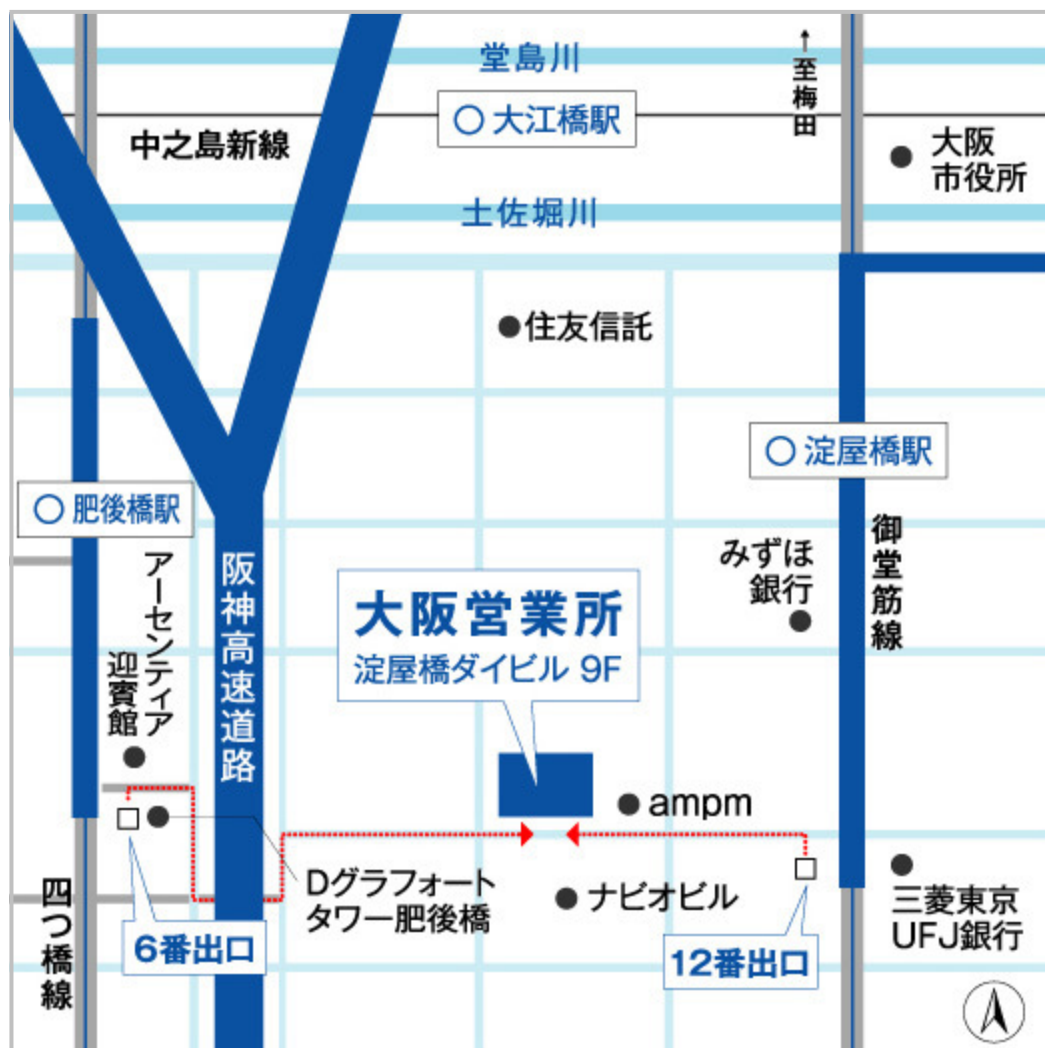 堂島川
↑至梅田
大江橋駅
中之島新線
大阪
市役所
土佐堀川
住友信託
淀屋橋駅
肥後橋駅
御堂筋線
みずほ
銀行
アーセンティア
迎賓館
阪神高速道路
大阪営業所
淀屋橋ダイビル 9F
ampm
Dグラフォート
タワー肥後橋
ナビオビル
三菱東京
UFJ銀行
四つ橋線
6番出口
12番出口